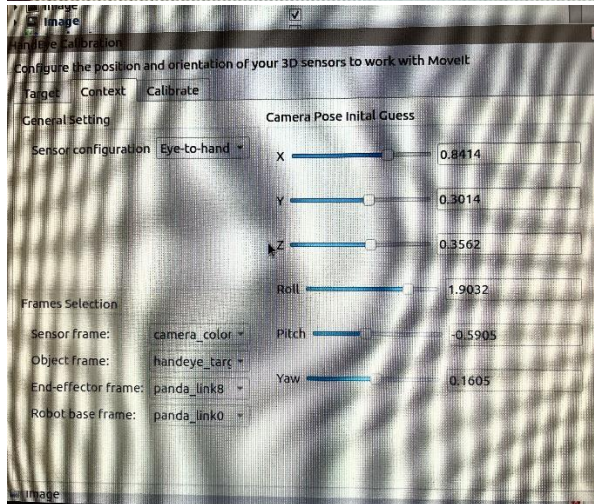 Image
Image
HandEye Calibration
Configure the position and orientation of your 3D sensors to work with MoveIt
Target Context Calibrate
General Setting
Camera Pose Inital Guess
Sensor configuration Eye-to-hand
X 0.8414
Y 0.3014
Z 0.3562
Roll 1.9032
Frames Selection
Sensor frame: camera_color
Pitch -0.5905
Object frame: handeye_targ
Yaw 0.1605
End-effector frame: panda_link8
Robot base frame: panda_link0
Image